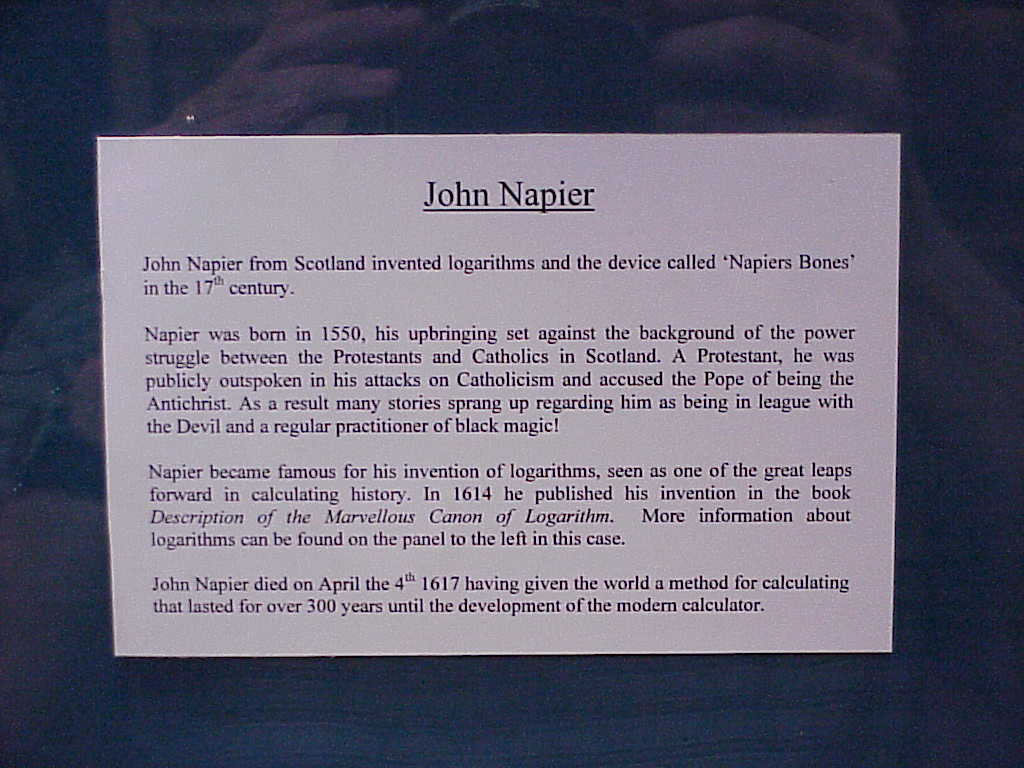 John Napier
John Napier from Scotland invented logarithms and the device called ‘Napiers Bones’
in the 17th century.
Napier was born in 1550, his upbringing set against the background of the power
struggle between the Protestants and Catholics in Scotland. A Protestant, he was
publicly outspoken in his attacks on Catholicism and accused the Pope of being the
Antichrist. As a result many stories sprang up regarding him as being in league with
the Devil and a regular practitioner of black magic!
Napier became famous for his invention of logarithms, seen as one of the great leaps
forward in calculating history. In 1614 he published his invention in the book
Description of the Marvellous Canon of Logarithm. More information about
logarithms can be found on the panel to the left in this case.
John Napier died on April the 4th 1617 having given the world a method for calculating
that lasted for over 300 years until the development of the modern calculator.